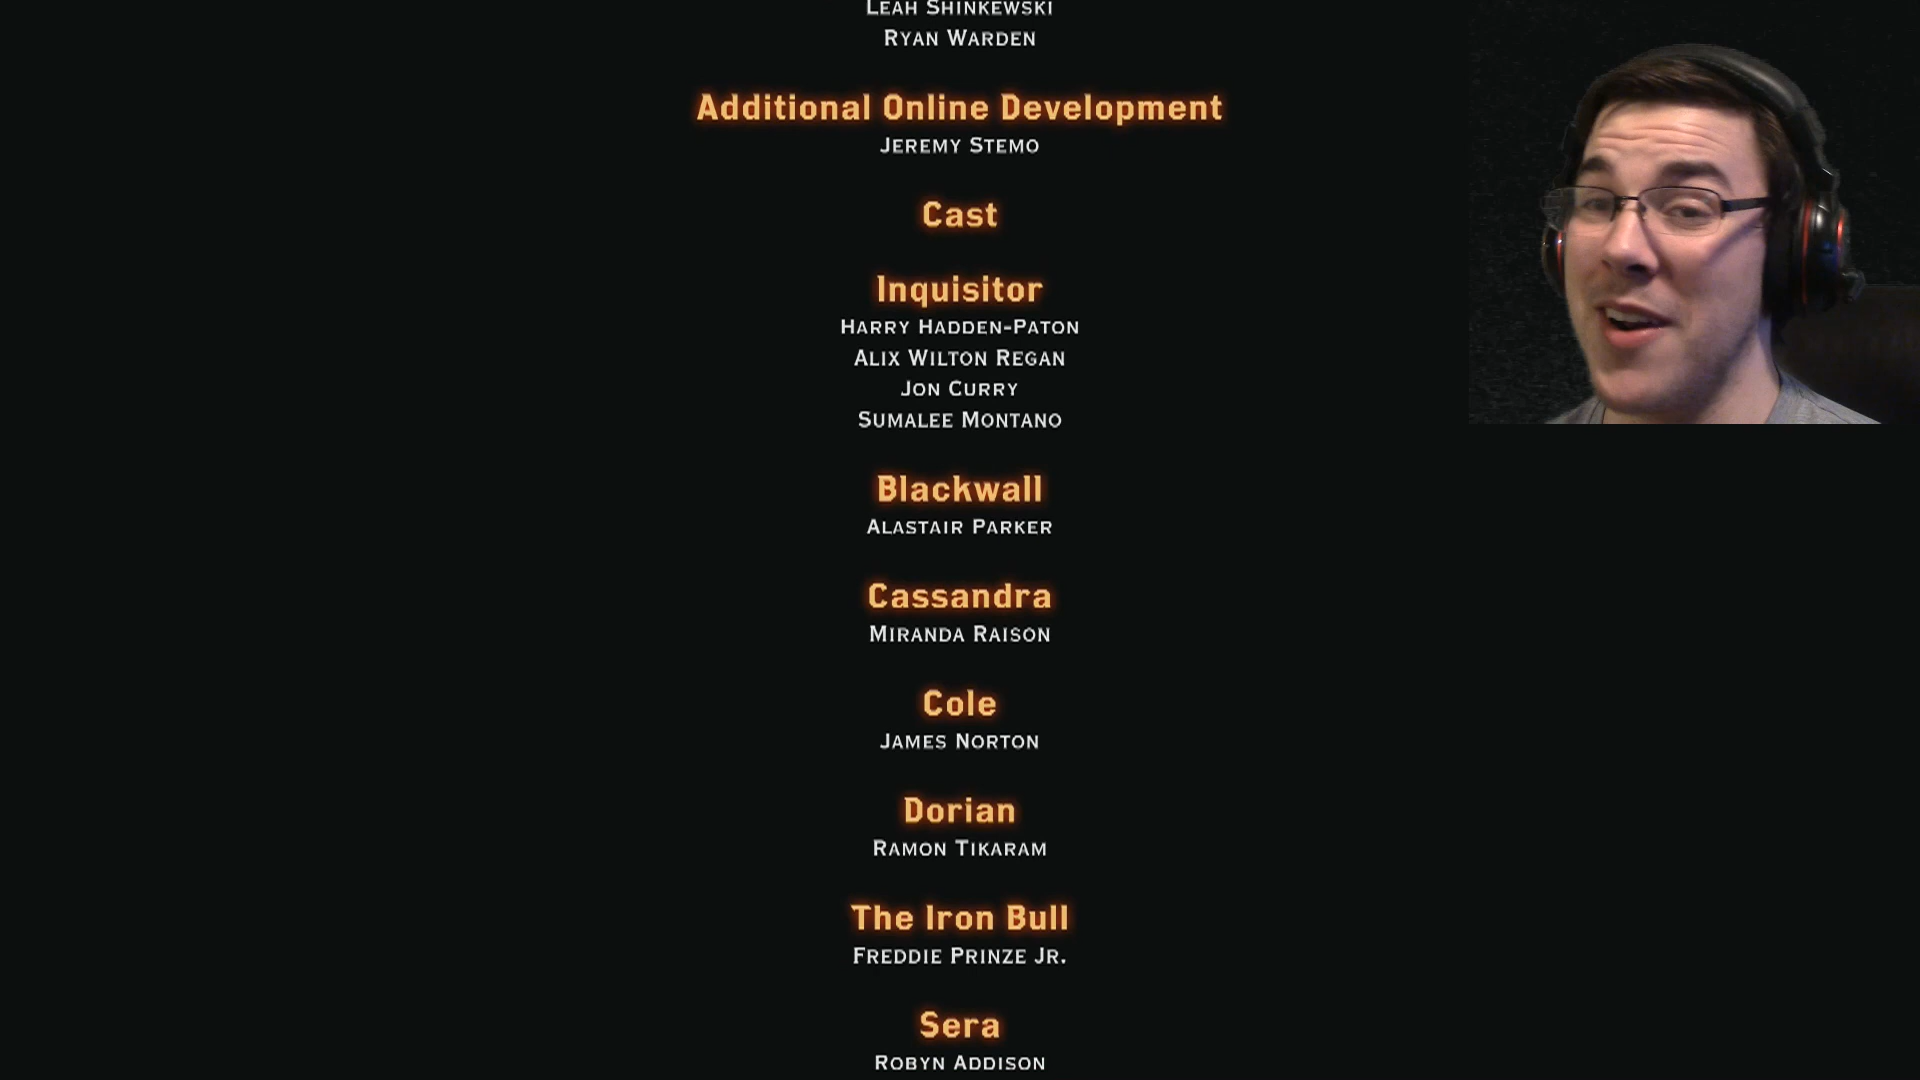 Leah Shinkewski
Ryan Warden
Additional Online Development
Jeremy Stemo
Cast
Inquisitor
Harry Hadden-Paton
Alix Wilton Regan
Jon Curry
Sumalee Montano
Blackwall
Alastair Parker
Cassandra
Miranda Raison
Cole
James Norton
Dorian
Ramon Tikaram
The Iron Bull
Freddie Prinze Jr.
Sera
Robyn Addison